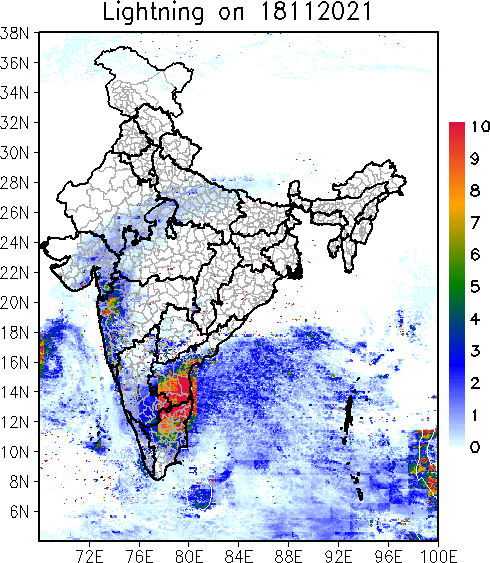 Lightning on 18112021
38N
36N
34N
32N
30N
28N
26N
24N
22N
20N
18N
16N
14N
12N
10N
8N
6N
72E 76E 80E 84E 88E 92E 96E 100E
10
9
8
7
6
5
4
3
2
1
0